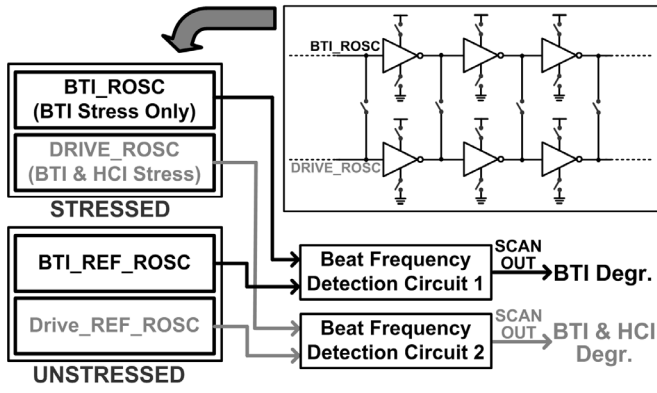 BTI_ROSC
DRIVE_ROSC
BTI_ROSC
(BTI Stress Only)
DRIVE_ROSC
(BTI & HCI Stress)
STRESSED
BTI_REF_ROSC
Drive_REF_ROSC
UNSTRESSED
Beat Frequency
Detection Circuit 1
SCAN
OUT
BTI Degr.
Beat Frequency
Detection Circuit 2
SCAN
OUT
BTI & HCI
Degr.